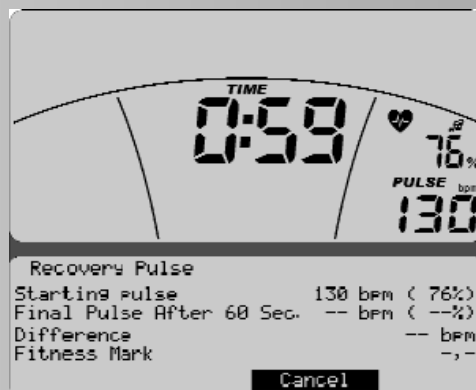 TIME
0:59
76%
PULSE bpm
130
Recovery Pulse
Starting pulse 130 bpm ( 76%)
Final Pulse After 60 Sec. -- bpm ( --%)
Difference -- bpm
Fitness Mark -,-
Cancel